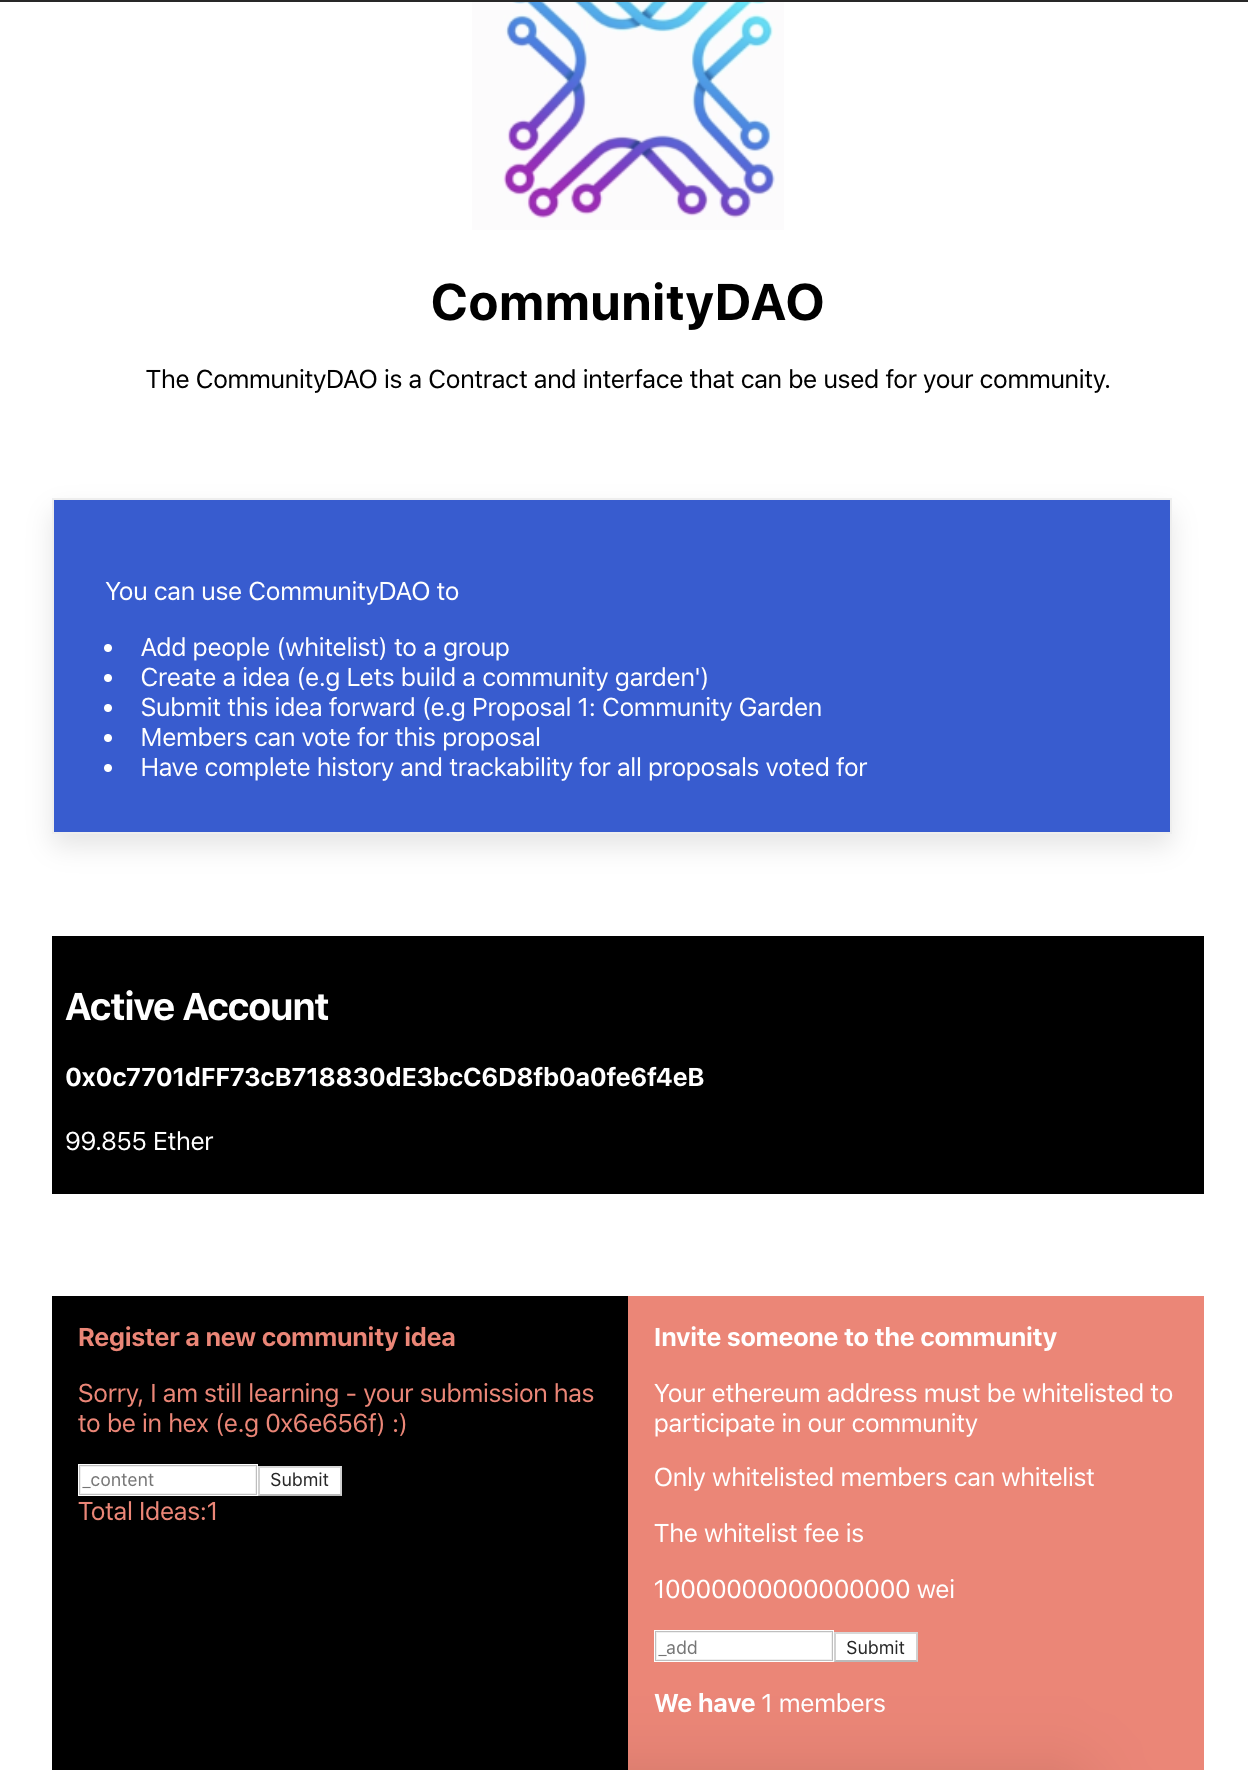 CommunityDAO
The CommunityDAO is a Contract and interface that can be used for your community.
You can use CommunityDAO to
• Add people (whitelist) to a group
• Create a idea (e.g Lets build a community garden')
• Submit this idea forward (e.g Proposal 1: Community Garden
• Members can vote for this proposal
• Have complete history and trackability for all proposals voted for
Active Account
0x0c7701dFF73cB718830dE3bcC6D8fb0a0fe6f4eB
99.855 Ether
Register a new community idea
Sorry, I am still learning - your submission has
to be in hex (e.g 0x6e656f) :)
_content Submit
Total Ideas:1
Invite someone to the community
Your ethereum address must be whitelisted to
participate in our community
Only whitelisted members can whitelist
The whitelist fee is
10000000000000000 wei
_add Submit
We have 1 members